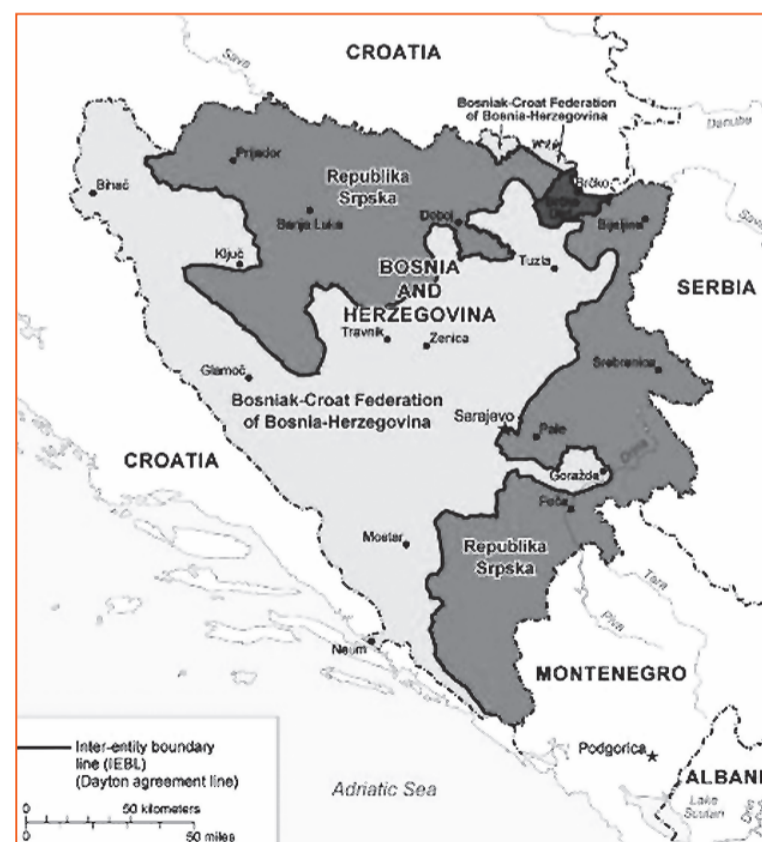 CROATIA
Sava
Bosniak-Croat Federation
of Bosnia-Herzegovina
Danube
Prijedor
Republika
Srpska
Brčko
Bihać
Banja Luka
Doboj
Bijeljina
Sava
Ključ
BOSNIA
AND
HERZEGOVINA
Tuzla
SERBIA
Travnik
Zenica
Glamoč
Srebrenica
Bosniak-Croat Federation
of Bosnia-Herzegovina
Sarajevo
Pale
CROATIA
Goražde
Drina
Foča
Mostar
Republika
Srpska
Tara
Piva
Neum
MONTENEGRO
Inter-entity boundary
line (IEBL)
(Dayton agreement line)
Podgorica
ALBANI
Adriatic Sea
Lake
Scutari
0 50 kilometers
0 50 miles